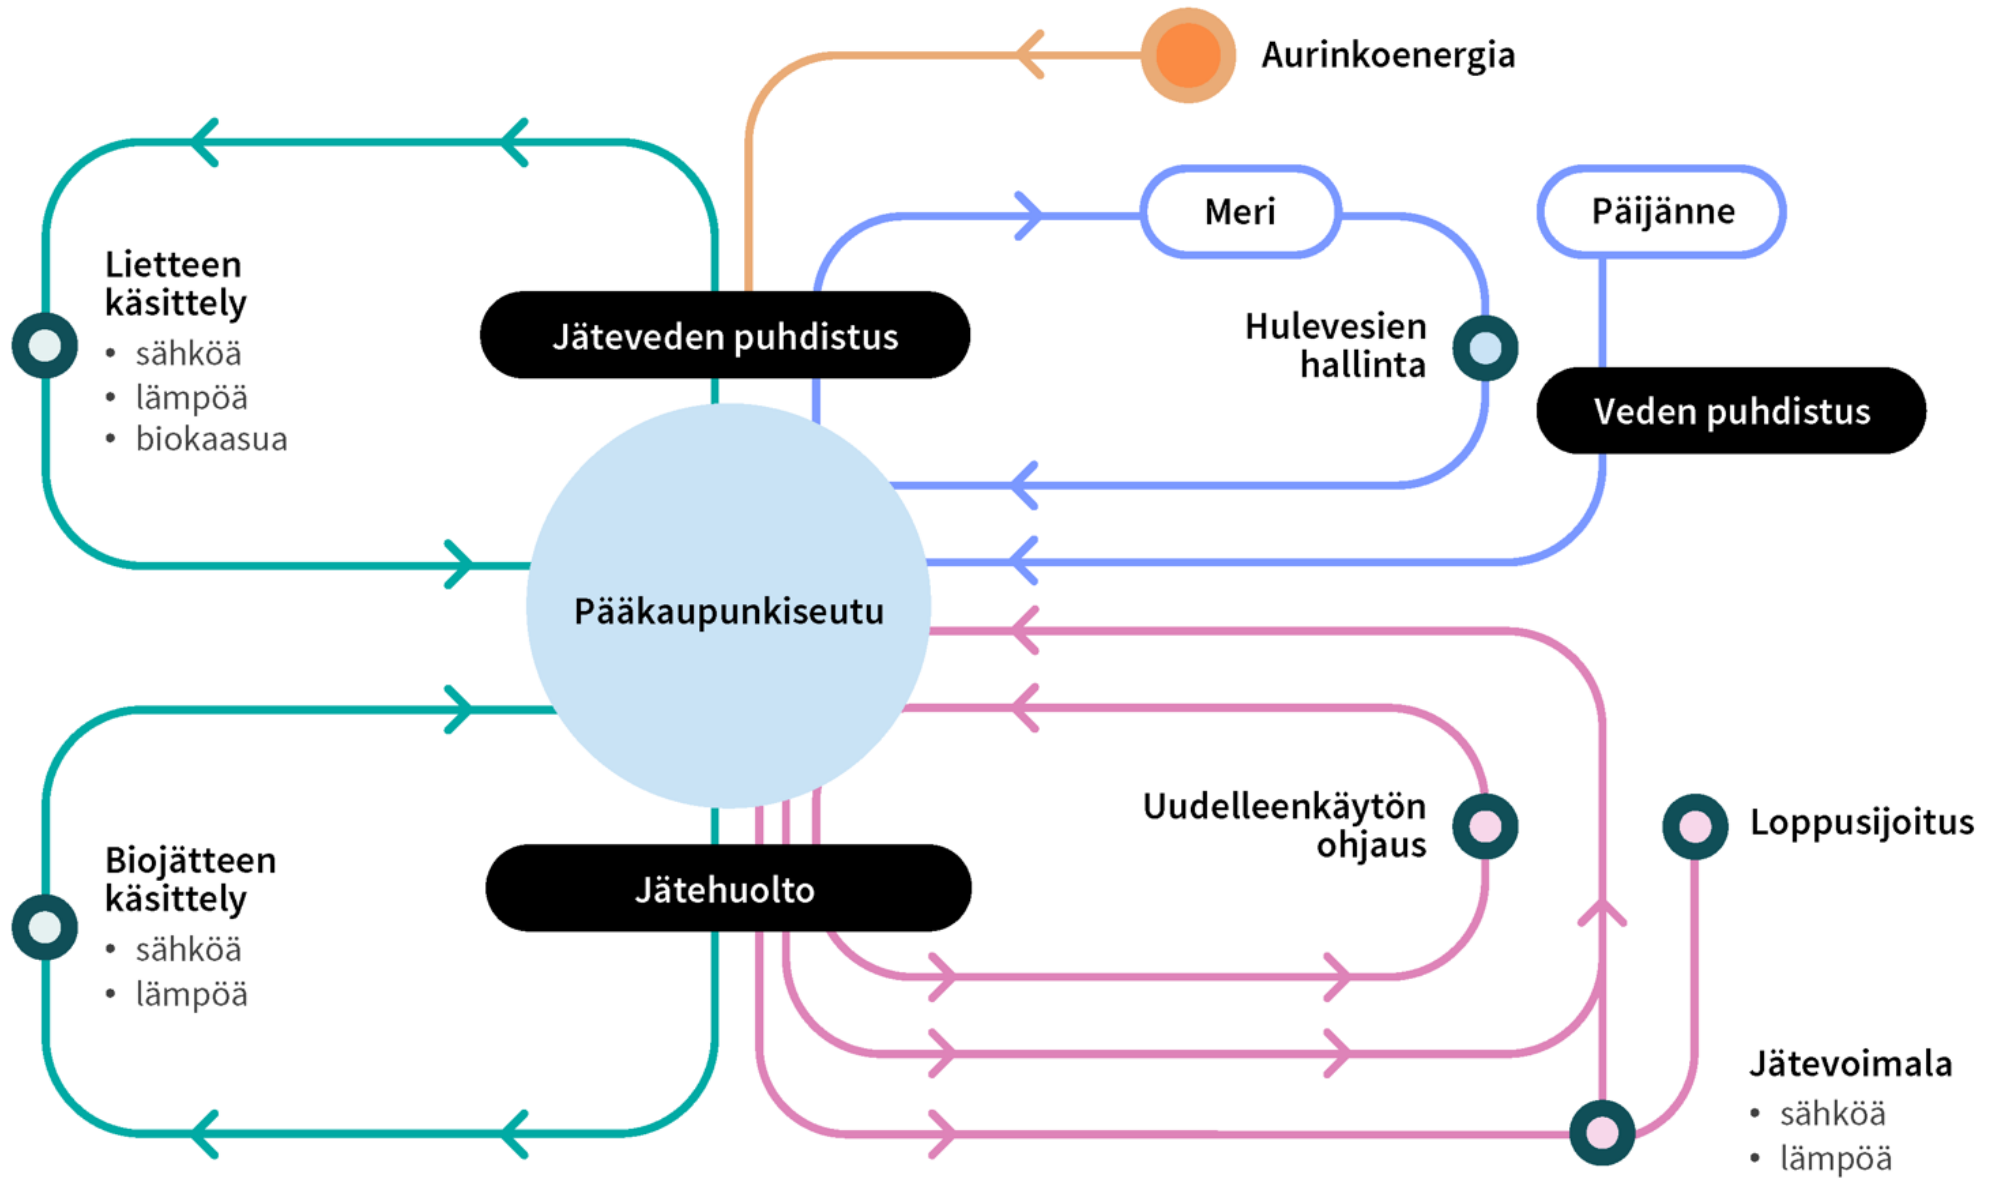 Aurinkoenergia
Meri
Päijänne
Lietteen
käsittely
• sähköä
• lämpöä
• biokaasua
Jäteveden puhdistus
Hulevesien
hallinta
Veden puhdistus
Pääkaupunkiseutu
Uudelleenkäytön
ohjaus
Loppusijoitus
Biojätteen
käsittely
• sähköä
• lämpöä
Jätehuolto
Jätevoimala
• sähköä
• lämpöä